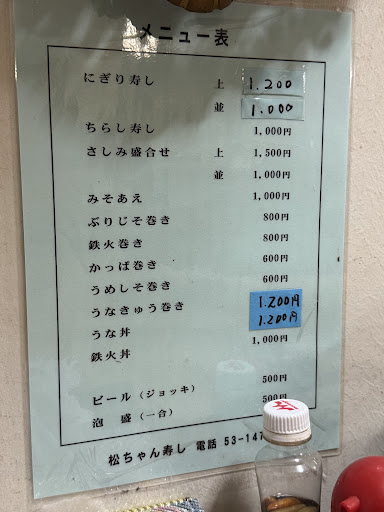 メニュー表
にぎり寿し 上 1.200
並 1.000
ちらし寿し 1,000円
さしみ盛合せ 上 1,500円
並 1,000円
みそあえ 1,000円
ぶりじそ巻き 800円
鉄火巻き 800円
かっぱ巻き 600円
うめしそ巻き 600円
うなきゅう巻き 1.200円
うな丼 1.200円
鉄火丼 1,000円
ビール（ジョッキ） 500円
泡盛（一合） 500円
松ちゃん寿し 電話 53-147